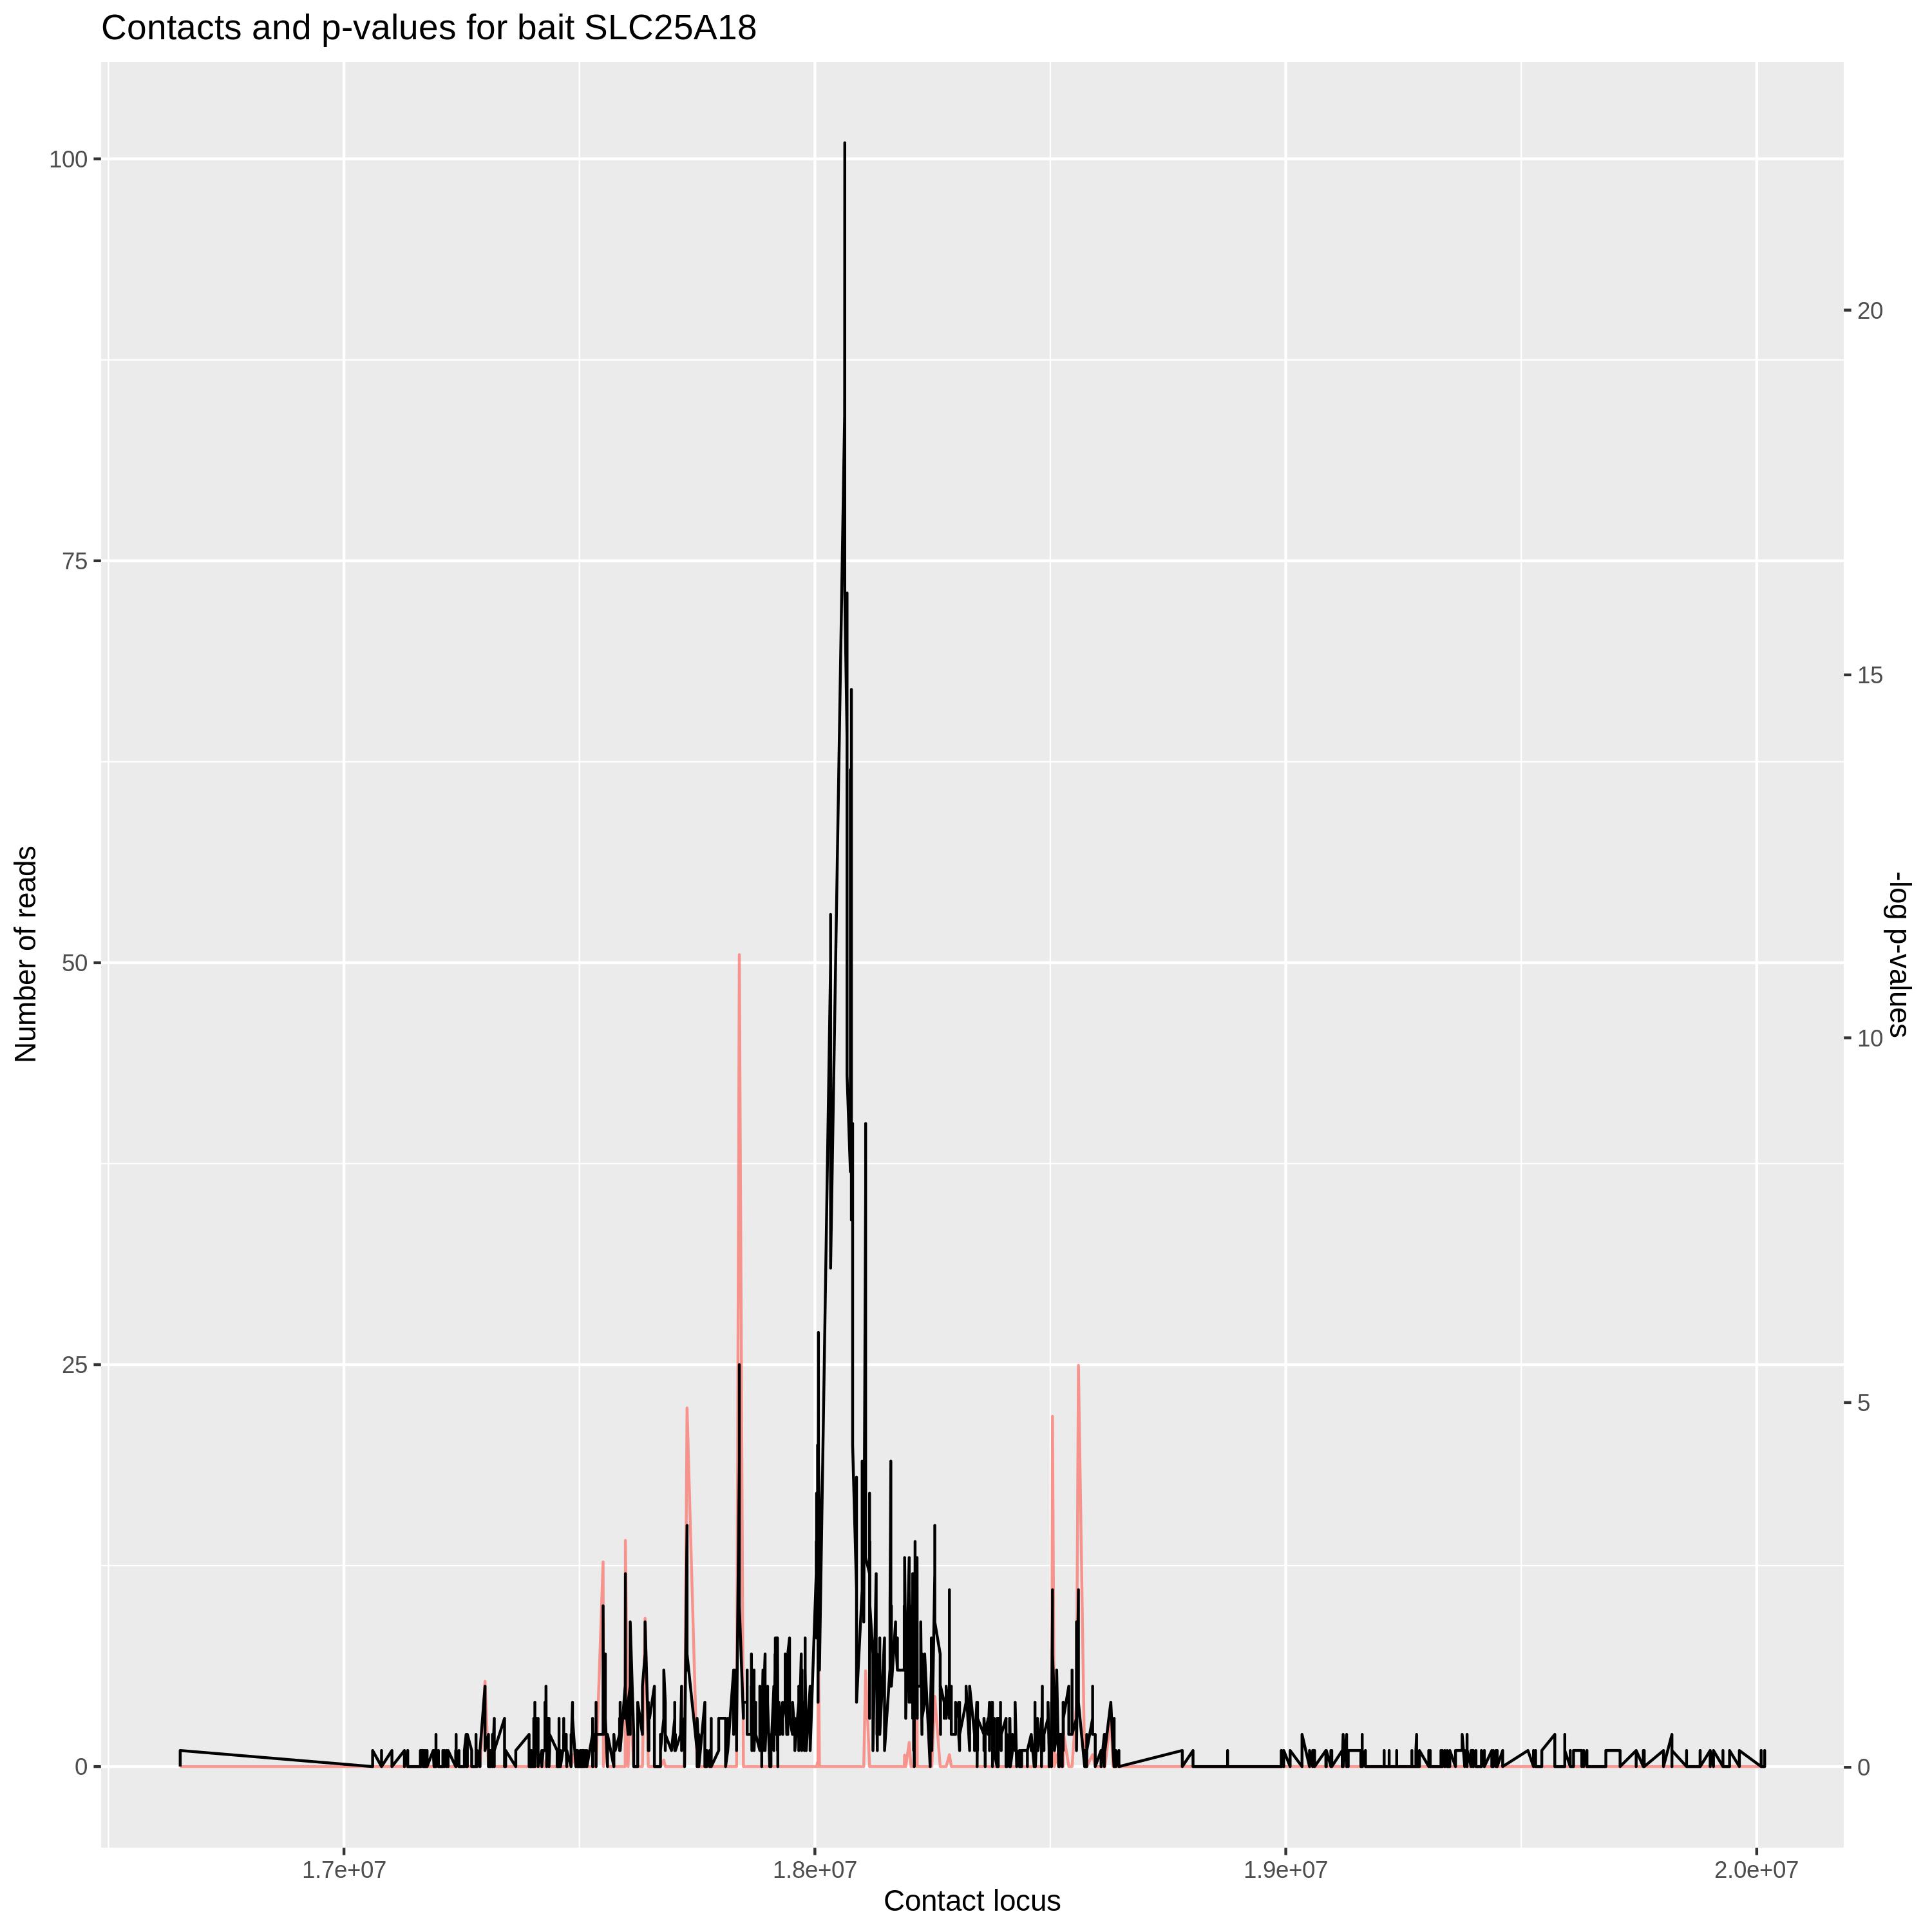 Contacts and p-values for bait SLC25A18
100
75
50
25
0
Number of reads
20
15
10
5
0
-log p-values
1.7e+07
1.8e+07
1.9e+07
2.0e+07
Contact locus